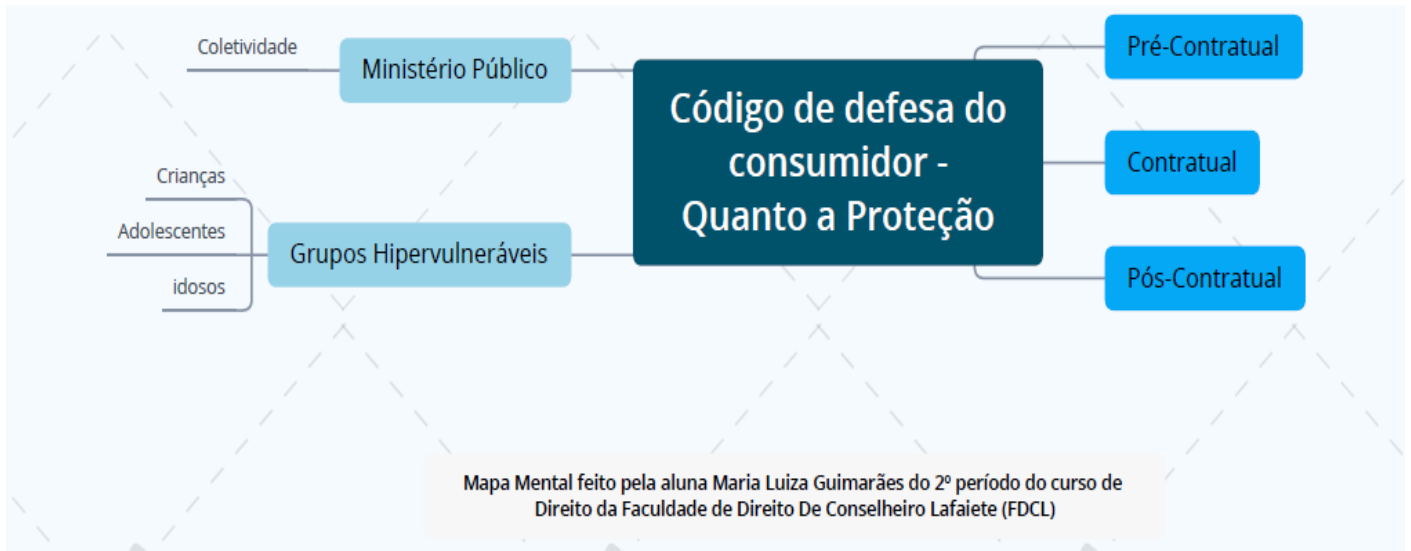 Coletividade
Ministério Público
Crianças
Adolescentes
idosos
Grupos Hipervulneráveis
Código de defesa do
consumidor -
Quanto a Proteção
Pré-Contratual
Contratual
Pós-Contratual
Mapa Mental feito pela aluna Maria Luiza Guimarães do 2º período do curso de
Direito da Faculdade de Direito De Conselheiro Lafaiete (FDCL)